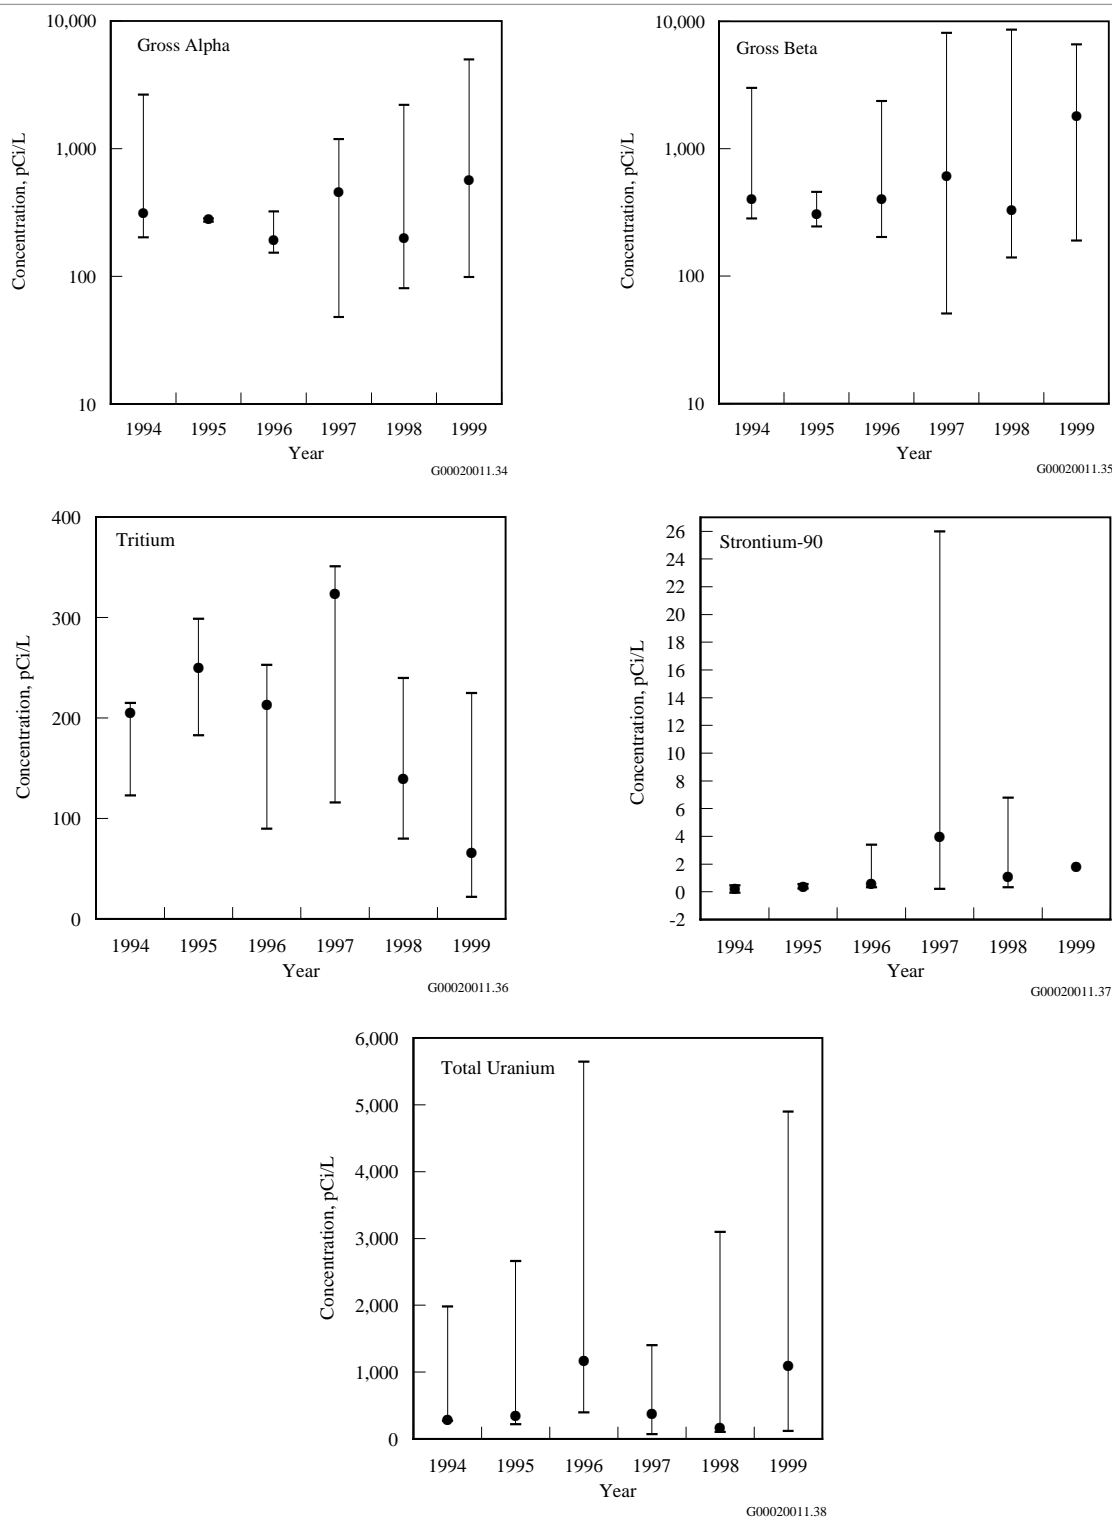 Gross Alpha
Concentration, pCi/L
10,000
1,000
100
10
1994 1995 1996 1997 1998 1999
Year
G00020011.34
Gross Beta
Concentration, pCi/L
10,000
1,000
100
10
1994 1995 1996 1997 1998 1999
Year
G00020011.35
Tritium
Concentration, pCi/L
400
300
200
100
0
1994 1995 1996 1997 1998 1999
Year
G00020011.36
Strontium-90
Concentration, pCi/L
26
24
22
20
18
16
14
12
10
8
6
4
2
0
-2
1994 1995 1996 1997 1998 1999
Year
G00020011.37
Total Uranium
Concentration, pCi/L
6,000
5,000
4,000
3,000
2,000
1,000
0
1994 1995 1996 1997 1998 1999
Year
G00020011.38